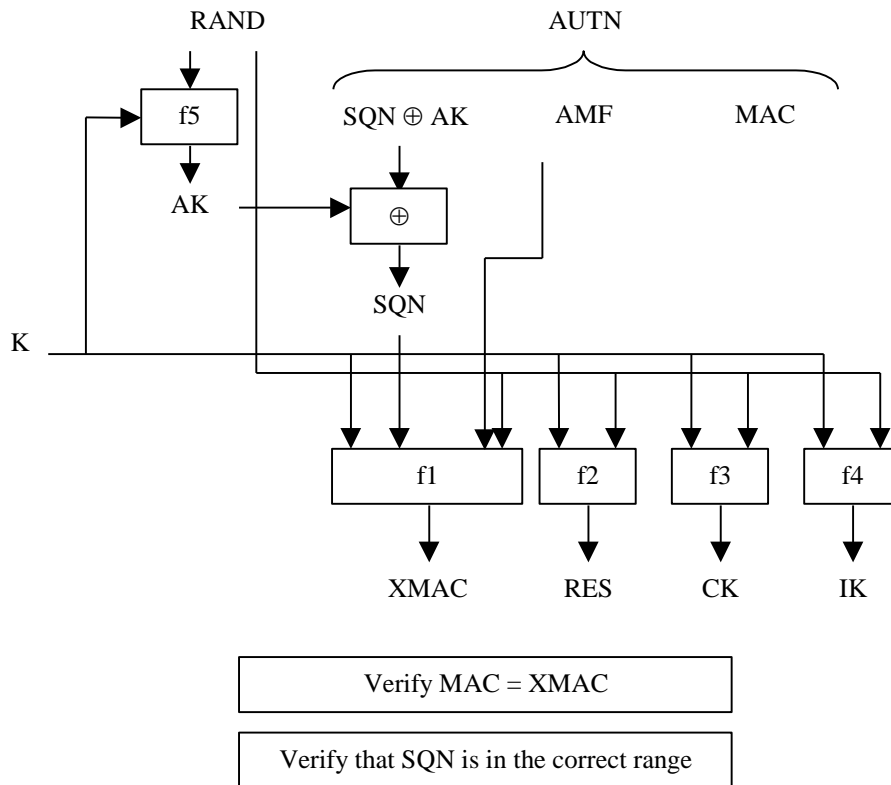 RAND AUTN
f5 SQN ⊕ AK AMF MAC
AK ⊕
SQN
K
f1 f2 f3 f4
XMAC RES CK IK
Verify MAC = XMAC
Verify that SQN is in the correct range